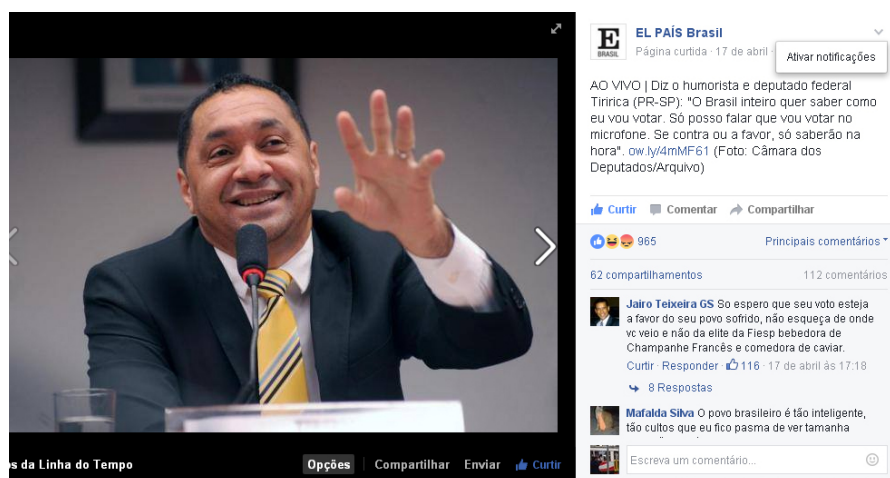 E
BRASIL
EL PAÍS Brasil
Página curtida · 17 de abril ·
Ativar notificações
AO VIVO | Diz o humorista e deputado federal
Tiririca (PR-SP): "O Brasil inteiro quer saber como
eu vou votar. Só posso falar que vou votar no
microfone. Se contra ou a favor, só saberão na
hora". ow.ly/4mMF61 (Foto: Câmara dos
Deputados/Arquivo)
Curtir Comentar Compartilhar
965 Principais comentários
62 compartilhamentos 112 comentários
Jairo Teixeira GS So espero que seu voto esteja
a favor do seu povo sofrido, não esqueça de onde
vc veio e não da elite da Fiesp bebedora de
Champanhe Francês e comedora de caviar.
Curtir · Responder · 116 · 17 de abril às 17:18
8 Respostas
Mafalda Silva O povo brasileiro é tão inteligente,
tão cultos que eu fico pasma de ver tamanha
Escreva um comentário...
s da Linha do Tempo Opções Compartilhar Enviar Curtir